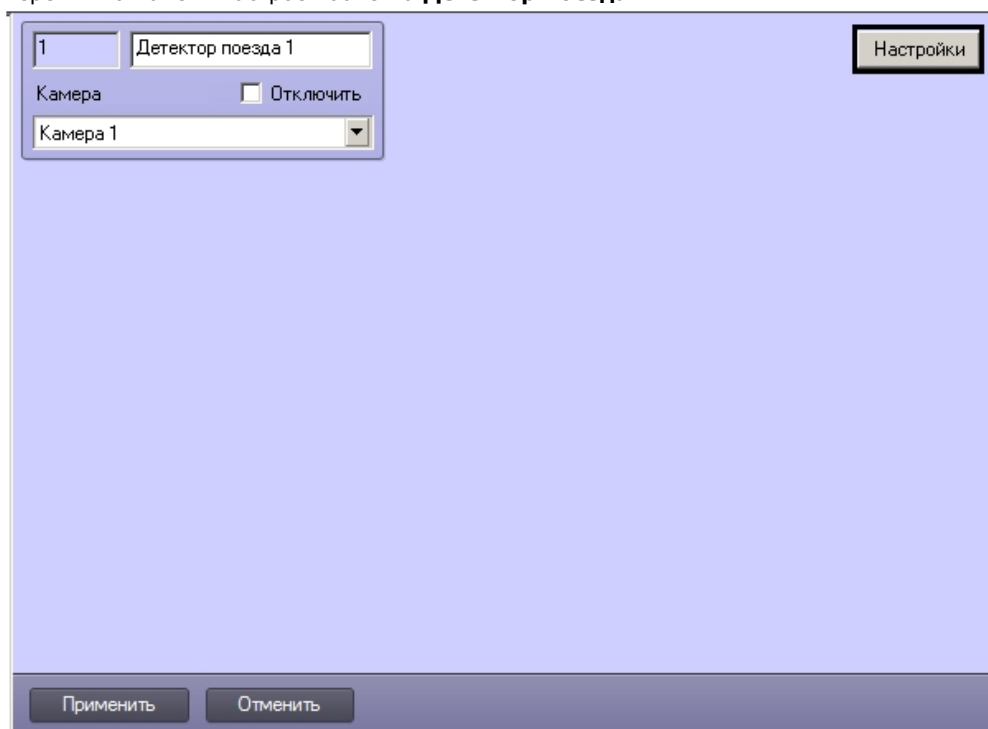 1
Детектор поезда 1
Настройки
Камера
Отключить
Камера 1
Применить
Отменить